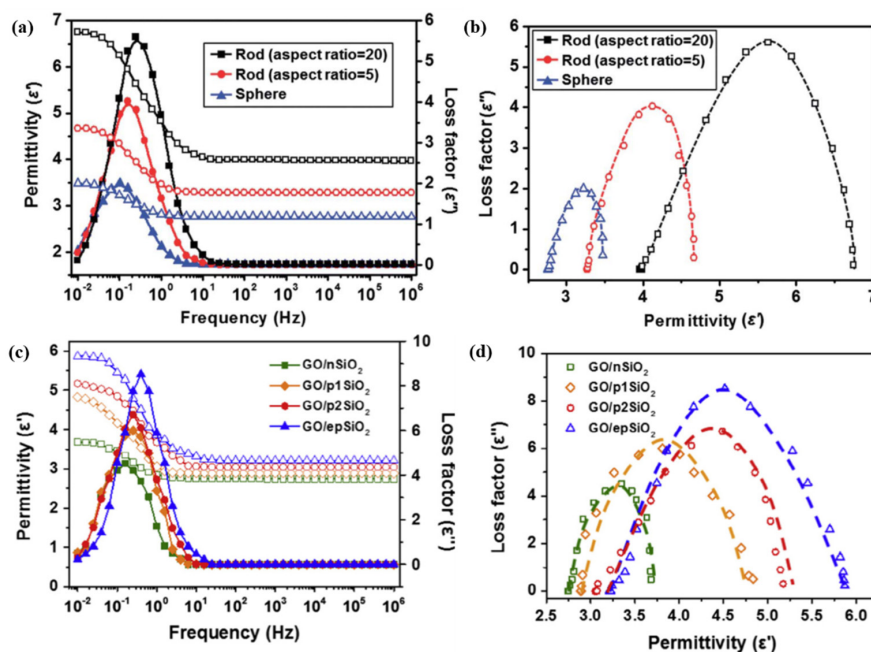 (a)
7
6
5
4
3
2
Permittivity (ε')
6
5
4
3
2
1
0
Loss factor (ε'')
Rod (aspect ratio=20)
Rod (aspect ratio=5)
Sphere
10⁻² 10⁻¹ 10⁰ 10¹ 10² 10³ 10⁴ 10⁵ 10⁶
Frequency (Hz)
(b)
6
5
4
3
2
1
0
Loss factor (ε'')
Rod (aspect ratio=20)
Rod (aspect ratio=5)
Sphere
3 4 5 6 7
Permittivity (ε')
(c)
6
5
4
3
2
1
0
Permittivity (ε')
10
8
6
4
2
0
Loss factor (ε'')
GO/nSiO₂
GO/p1SiO₂
GO/p2SiO₂
GO/epSiO₂
10⁻² 10⁻¹ 10⁰ 10¹ 10² 10³ 10⁴ 10⁵ 10⁶
Frequency (Hz)
(d)
10
8
6
4
2
0
Loss factor (ε'')
GO/nSiO₂
GO/p1SiO₂
GO/p2SiO₂
GO/epSiO₂
2.5 3.0 3.5 4.0 4.5 5.0 5.5 6.0
Permittivity (ε')